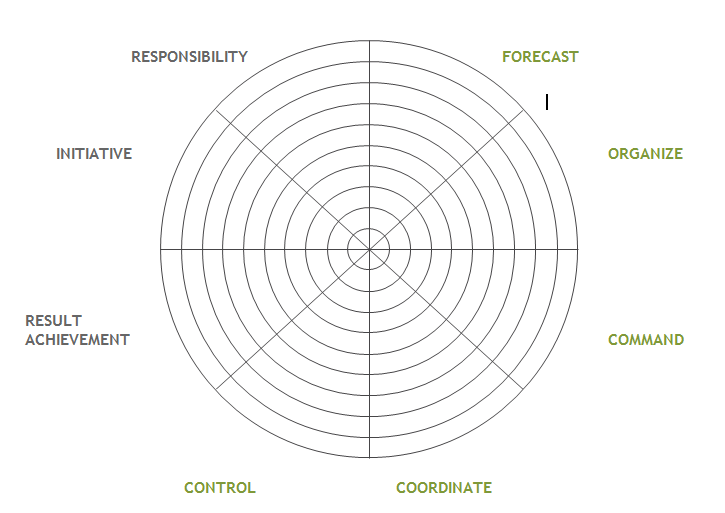 RESPONSIBILITY
FORECAST
INITIATIVE
ORGANIZE
RESULT
ACHIEVEMENT
COMMAND
CONTROL
COORDINATE